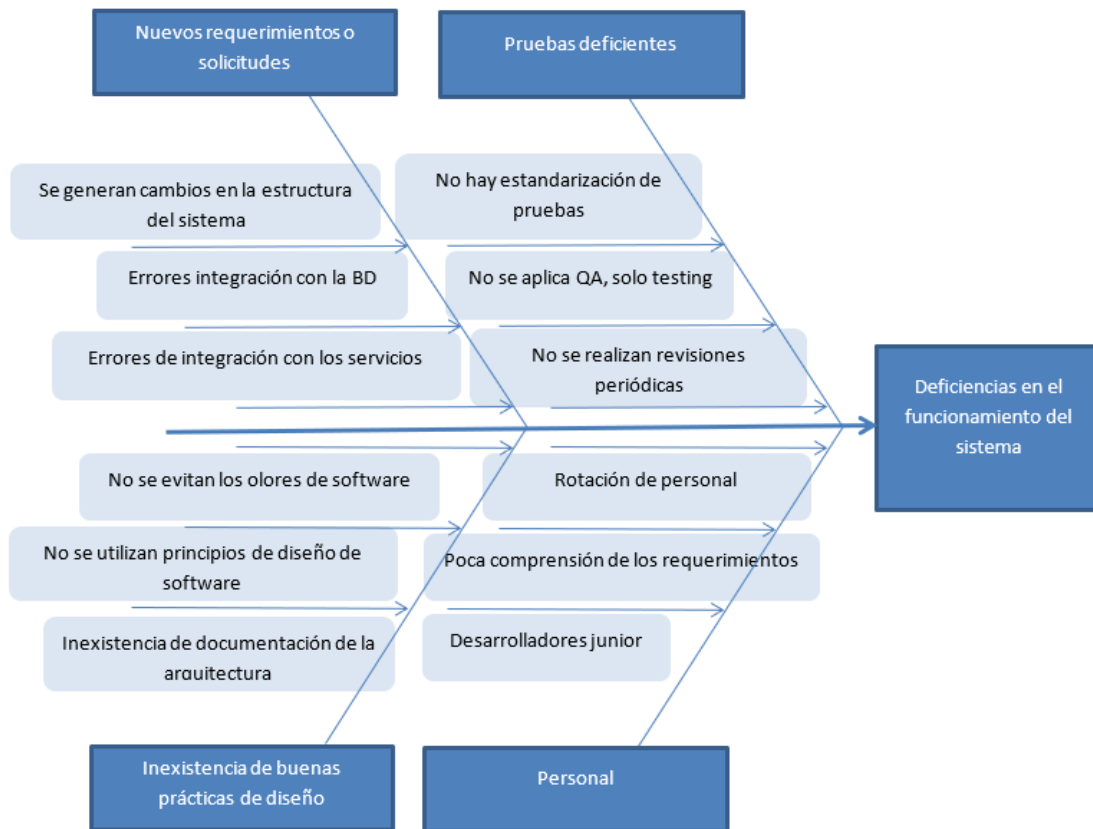 Nuevos requerimientos o
solicitudes
Pruebas deficientes
Se generan cambios en la estructura
del sistema
No hay estandarización de
pruebas
Errores integración con la BD
No se aplica QA, solo testing
Errores de integración con los servicios
No se realizan revisiones
periódicas
Deficiencias en el
funcionamiento del
sistema
No se evitan los olores de software
Rotación de personal
No se utilizan principios de diseño de
software
Poca comprensión de los requerimientos
Inexistencia de documentación de la
arquitectura
Desarrolladores junior
Inexistencia de buenas
prácticas de diseño
Personal